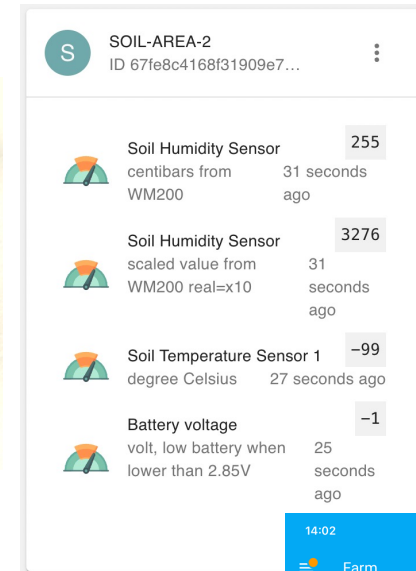 S
SOIL-AREA-2
ID 67fe8c4168f31909e7...
Soil Humidity Sensor
255
centibars from
WM200
31 seconds
ago
Soil Humidity Sensor
3276
scaled value from
WM200 real=x10
31
seconds
ago
Soil Temperature Sensor 1
-99
degree Celsius
27 seconds ago
Battery voltage
-1
volt, low battery when
lower than 2.85V
25
seconds
ago
14:02
Farm